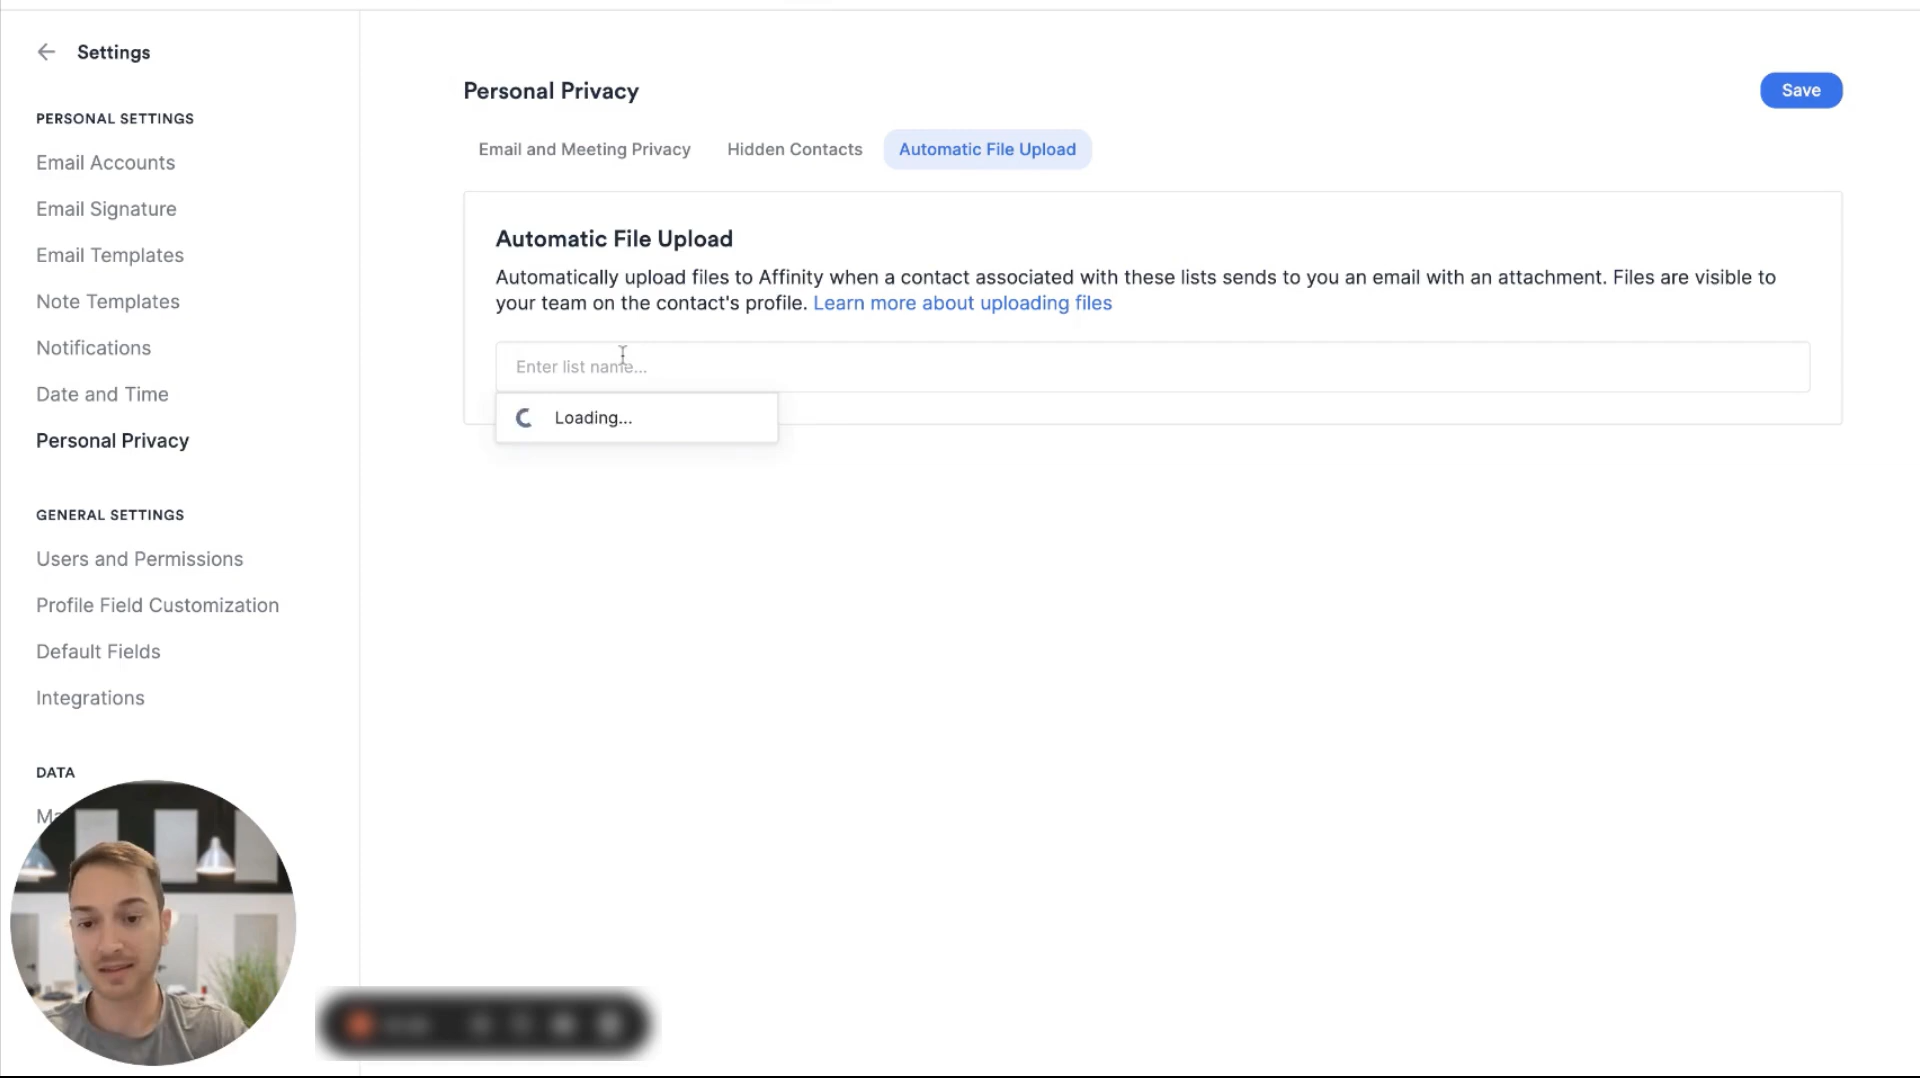 Settings
PERSONAL SETTINGS
Email Accounts
Email Signature
Email Templates
Note Templates
Notifications
Date and Time
Personal Privacy
GENERAL SETTINGS
Users and Permissions
Profile Field Customization
Default Fields
Integrations
DATA
Personal Privacy
Save
Email and Meeting Privacy
Hidden Contacts
Automatic File Upload
Automatic File Upload
Automatically upload files to Affinity when a contact associated with these lists sends to you an email with an attachment. Files are visible to
your team on the contact's profile. Learn more about uploading files
Enter list name...
Loading...